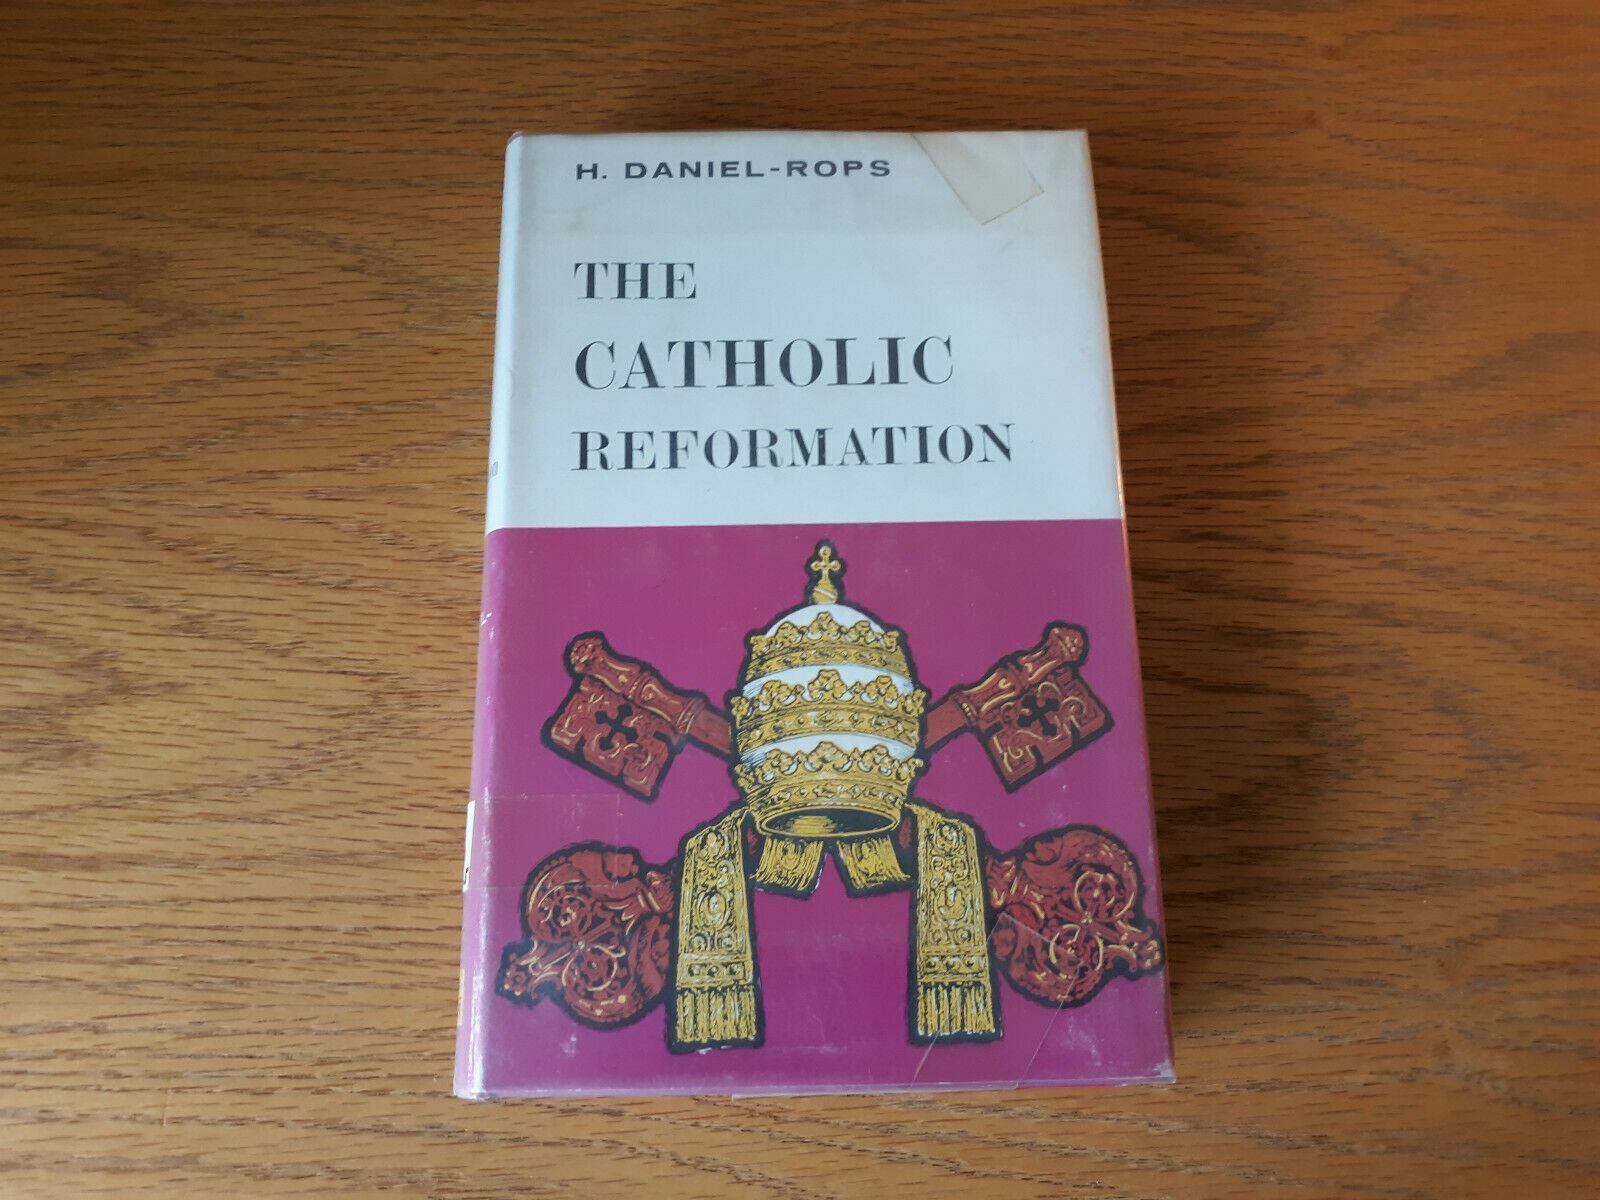 H. DANIEL-ROPS
THE
CATHOLIC
REFORMATION